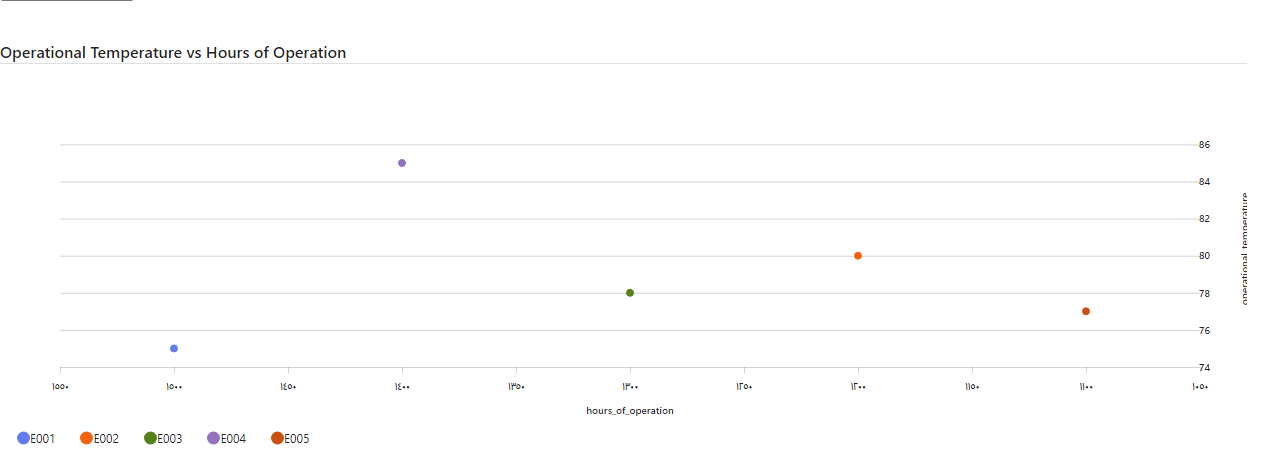 Operational Temperature vs Hours of Operation
86
84
82
80
78
76
74
operational_temperature
١٥٥٠ ١٥٠٠ ١٤٥٠ ١٤٠٠ ١٣٥٠ ١٣٠٠ ١٢٥٠ ١٢٠٠ ١١٥٠ ١١٠٠ ١٠٥٠
hours_of_operation
E001 E002 E003 E004 E005